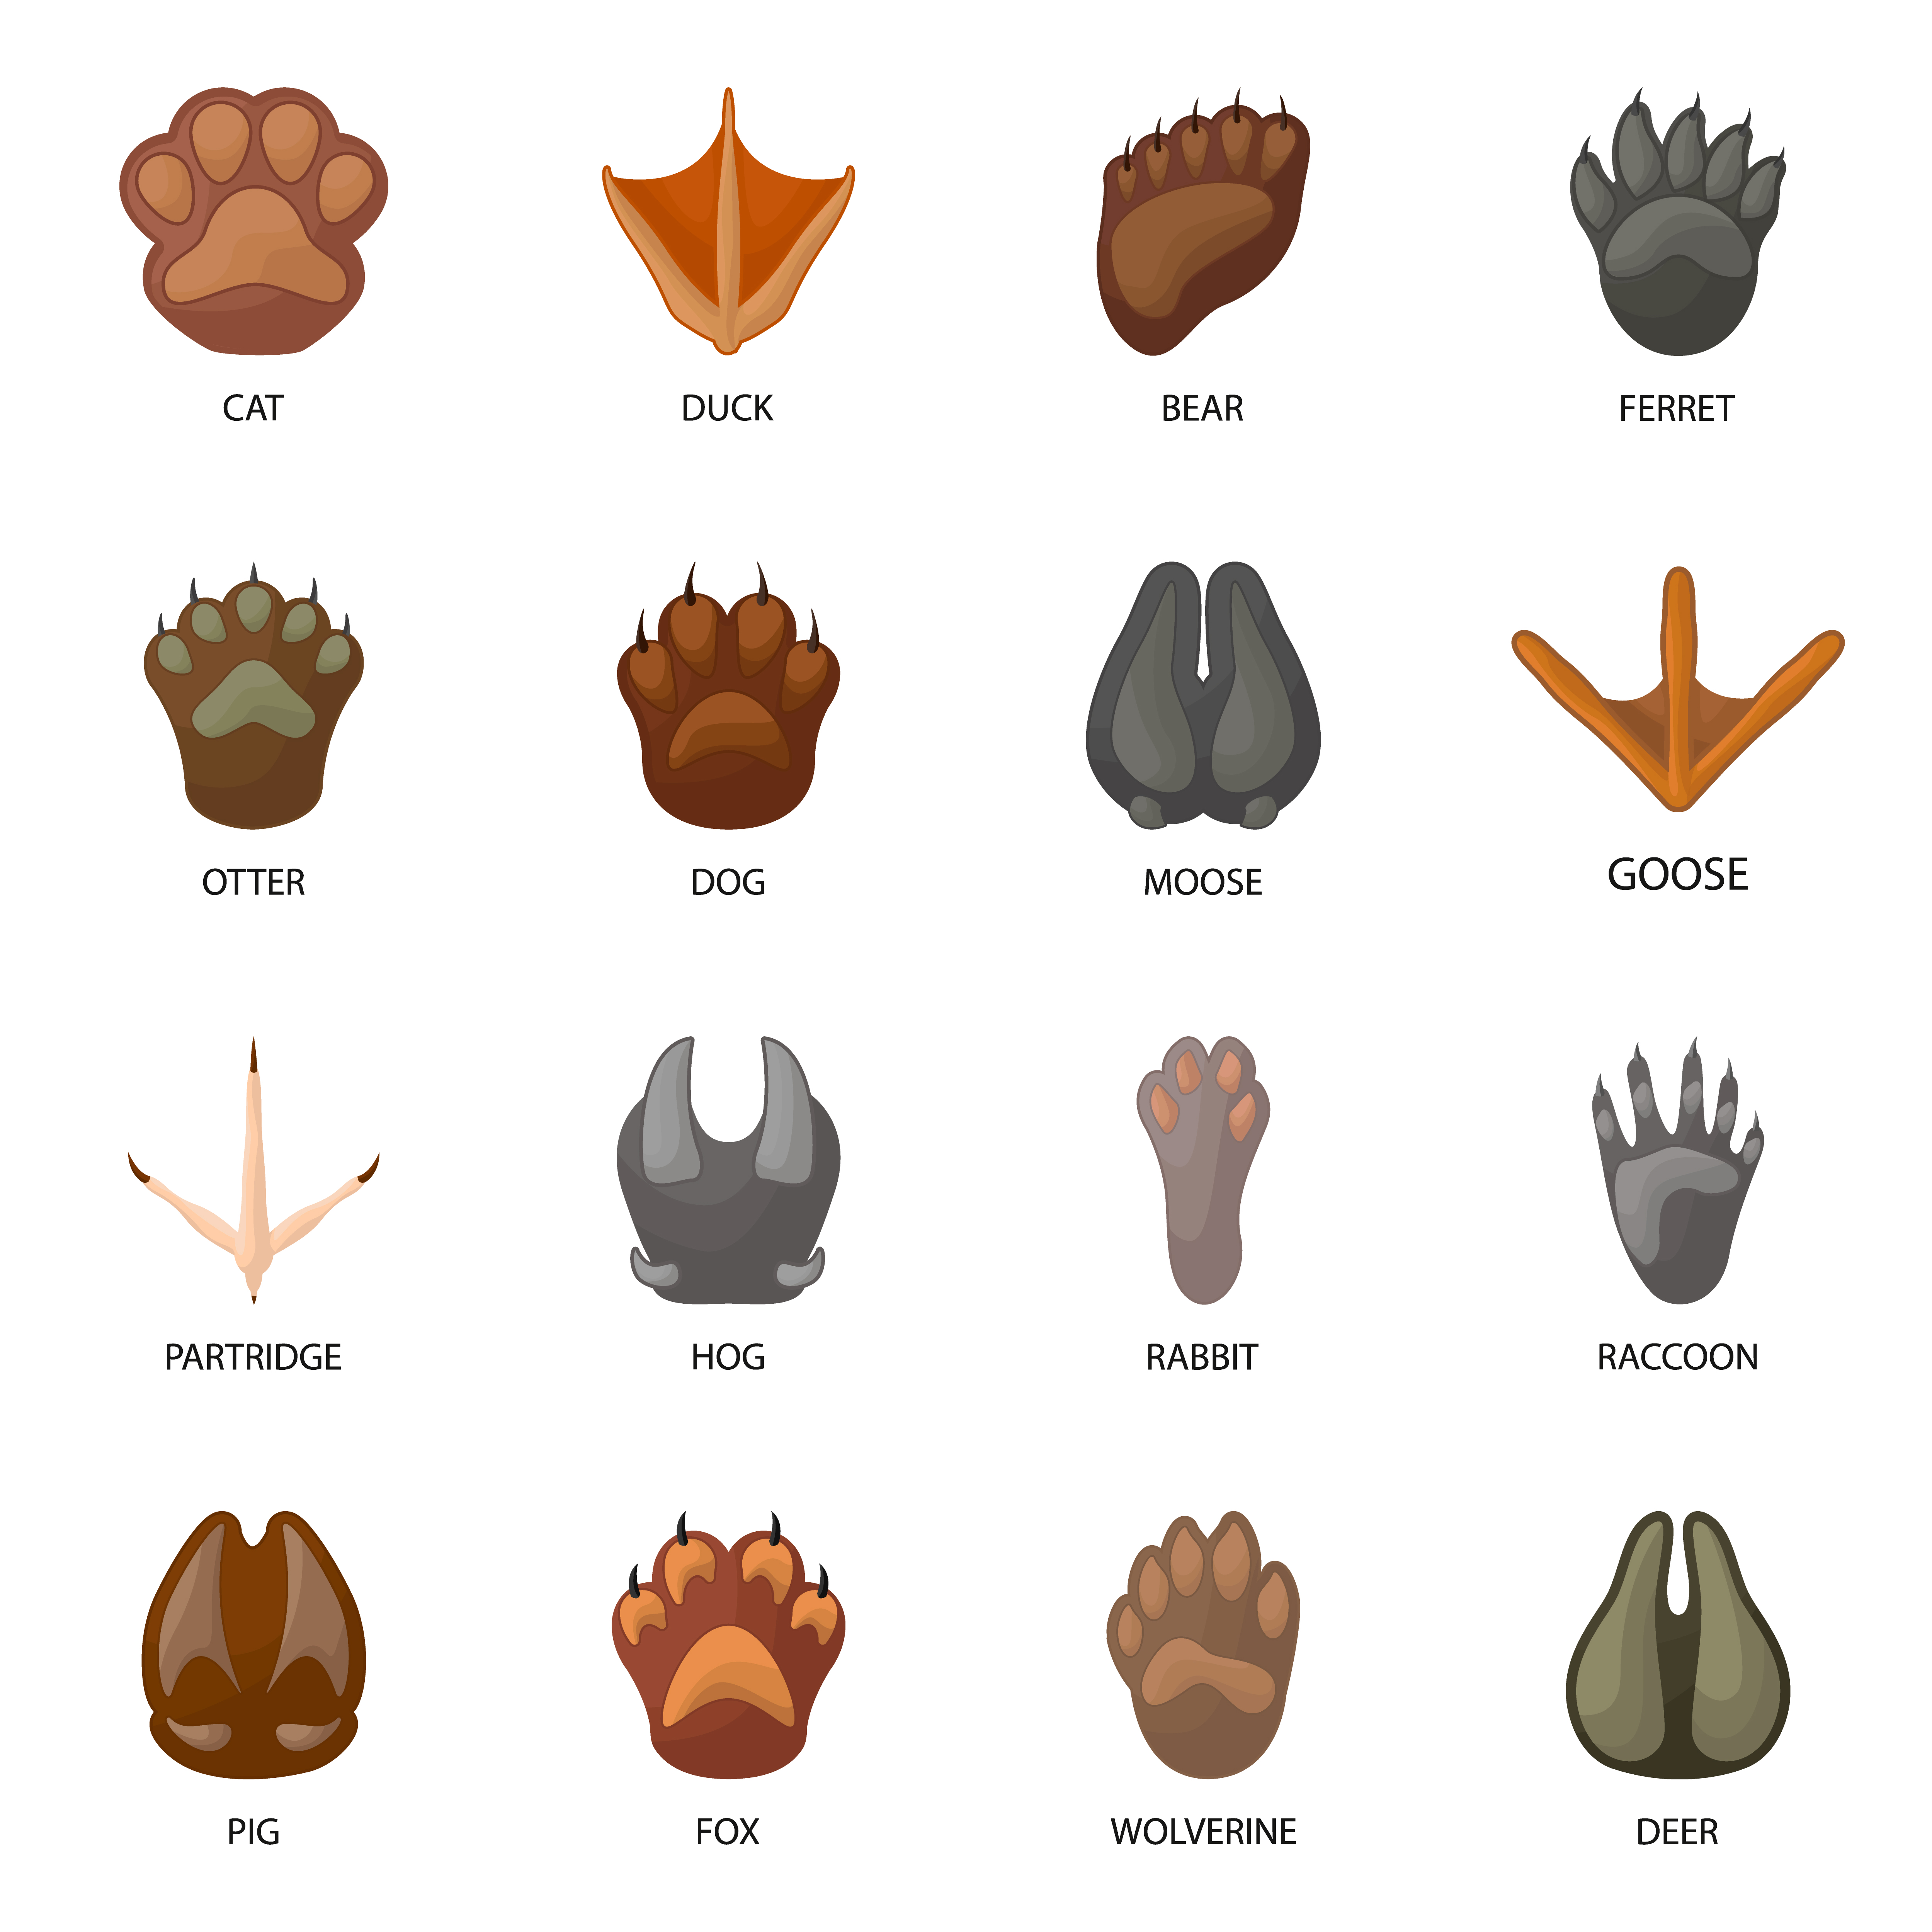 CAT
DUCK
BEAR
FERRET
OTTER
DOG
MOOSE
GOOSE
PARTRIDGE
HOG
RABBIT
RACCOON
PIG
FOX
WOLVERINE
DEER